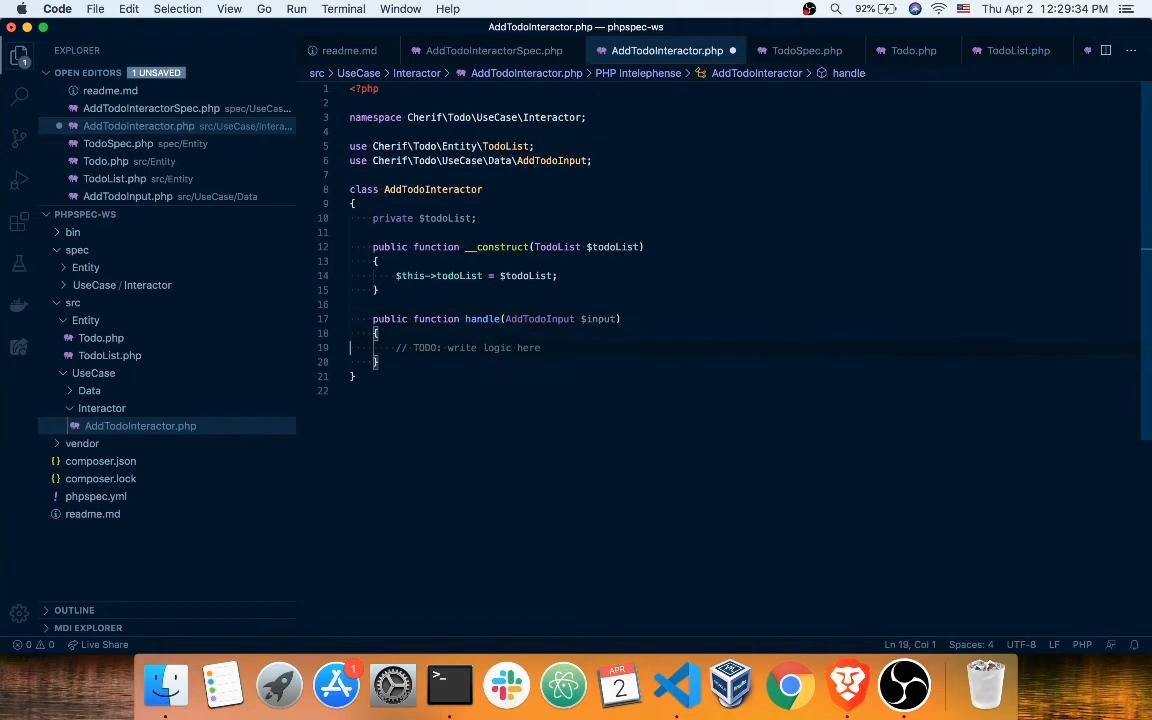 Code File Edit Selection View Go Run Terminal Window Help 92% Thu Apr 2 12:29:34 PM
AddTodoInteractor.php — phpspec-ws
EXPLORER
readme.md AddTodoInteractorSpec.php AddTodoInteractor.php TodoSpec.php Todo.php TodoList.php
1
OPEN EDITORS 1 UNSAVED
src › UseCase › Interactor › AddTodoInteractor.php › PHP Intelephense › AddTodoInteractor › handle
readme.md
AddTodoInteractorSpec.php spec/UseCas...
AddTodoInteractor.php src/UseCase/Intera...
TodoSpec.php spec/Entity
Todo.php src/Entity
TodoList.php src/Entity
AddTodoInput.php src/UseCase/Data
PHPSPEC-WS
bin
spec
Entity
UseCase / Interactor
src
Entity
Todo.php
TodoList.php
UseCase
Data
Interactor
AddTodoInteractor.php
vendor
composer.json
composer.lock
phpspec.yml
readme.md
OUTLINE
MDI EXPLORER
1 <?php
2
3 namespace Cherif\Todo\UseCase\Interactor;
4
5 use Cherif\Todo\Entity\TodoList;
6 use Cherif\Todo\UseCase\Data\AddTodoInput;
7
8 class AddTodoInteractor
9 {
10 private $todoList;
11
12 public function __construct(TodoList $todoList)
13 {
14 $this->todoList = $todoList;
15 }
16
17 public function handle(AddTodoInput $input)
18 {
19 // TODO: write logic here
20 }
21 }
22
0 0 Live Share Ln 19, Col 1 Spaces: 4 UTF-8 LF PHP
1
APR
2